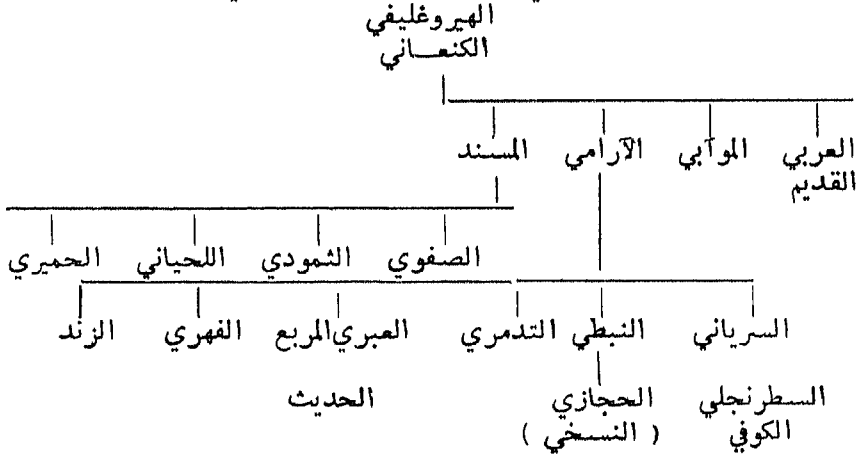 الهيروغليفي
الكنعـاني
العربي الموآبي الآرامي المسند
القديم
الصفوي الثمودي اللحياني الحميري
السرياني النبطي التدمري العبري المربع الفهري الزند
السطرنجلي الحجازي الحديث
الكوفي ( النسخي )